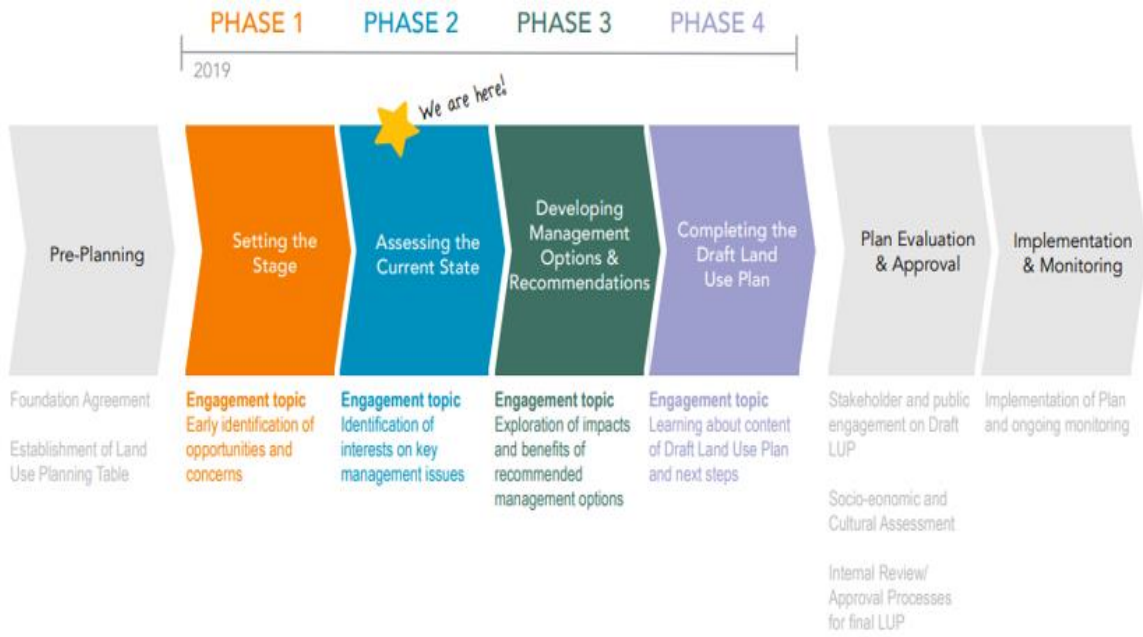 PHASE 1
PHASE 2
PHASE 3
PHASE 4
2019
We are here!
Pre-Planning
Setting the
Stage
Assessing the
Current State
Developing
Management
Options &
Recommendations
Completing the
Draft Land
Use Plan
Plan Evaluation
& Approval
Implementation
& Monitoring
Foundation Agreement
Establishment of Land
Use Planning Table
Engagement topic
Early identification of
opportunities and
concerns
Engagement topic
Identification of
interests on key
management issues
Engagement topic
Exploration of impacts
and benefits of
recommended
management options
Engagement topic
Learning about content
of Draft Land Use Plan
and next steps
Stakeholder and public
engagement on Draft
LUP
Socio-eonomic and
Cultural Assessment
Internal Review/
Approval Processes
for final LUP
Implementation of Plan
and ongoing monitoring